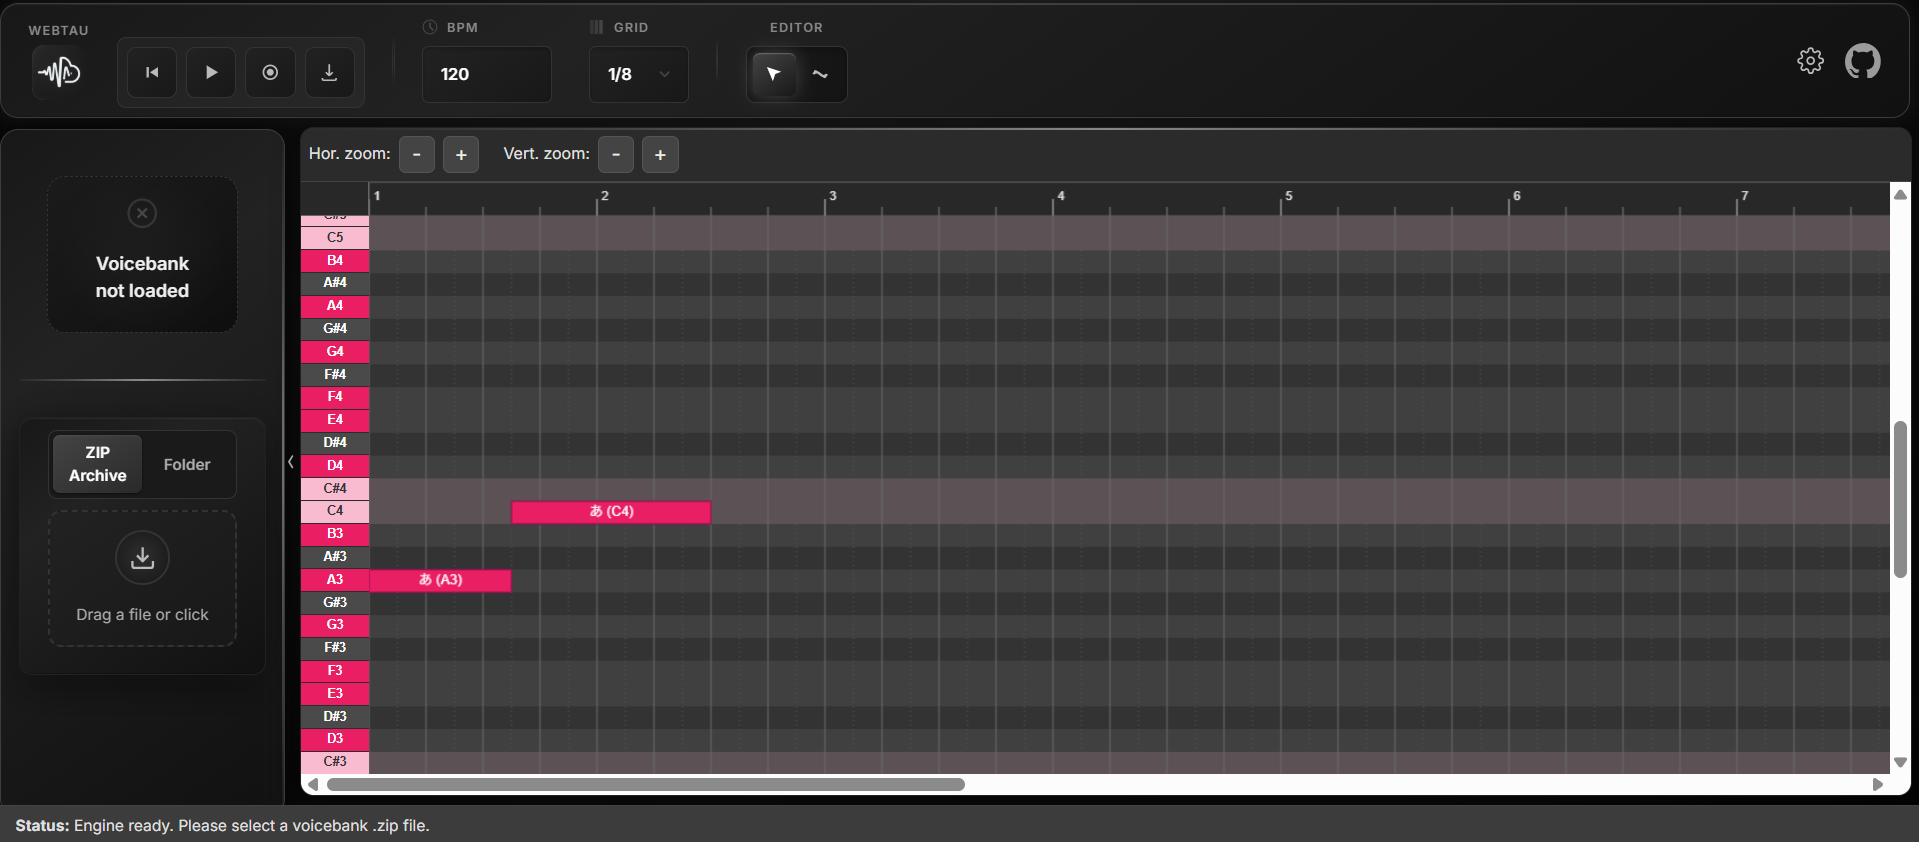 WEBTAU
BPM
GRID
EDITOR
120
1/8
Hor. zoom: - +
Vert. zoom: - +
1 2 3 4 5 6 7
Voicebank
not loaded
ZIP
Archive
Folder
Drag a file or click
C#5
C5
B4
A#4
A4
G#4
G4
F#4
F4
E4
D#4
D4
C#4
C4
あ (C4)
B3
A#3
A3
あ (A3)
G#3
G3
F#3
F3
E3
D#3
D3
C#3
Status: Engine ready. Please select a voicebank .zip file.